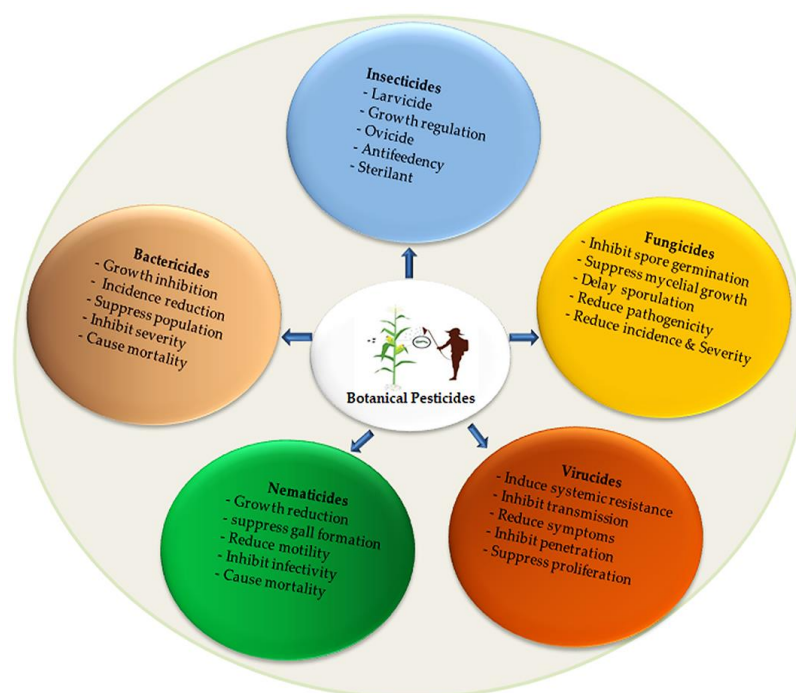 Insecticides
- Larvicide
- Growth regulation
- Ovicide
- Antifeedency
- Sterilant
Bactericides
- Growth inhibition
- Incidence reduction
- Suppress population
- Inhibit severity
- Cause mortality
Fungicides
- Inhibit spore germination
- Suppress mycelial growth
- Delay sporulation
- Reduce pathogenicity
- Reduce incidence & Severity
Botanical Pesticides
Nematicides
- Growth reduction
- suppress gall formation
- Reduce motility
- Inhibit infectivity
- Cause mortality
Virucides
- Induce systemic resistance
- Inhibit transmission
- Reduce symptoms
- Inhibit penetration
- Suppress proliferation